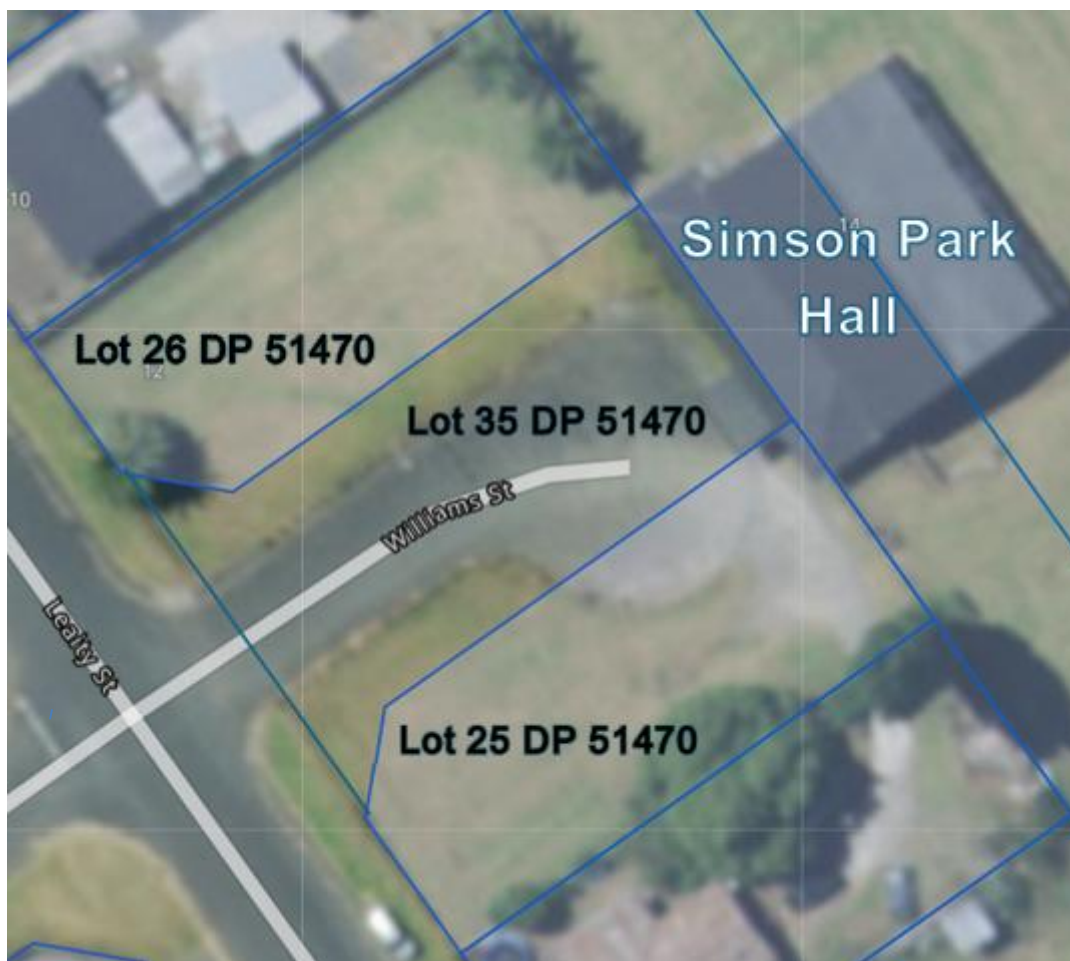 10
14
Simson Park
Hall
Lot 26 DP 51470
12
Lot 35 DP 51470
Williams St
Leaity St
Lot 25 DP 51470